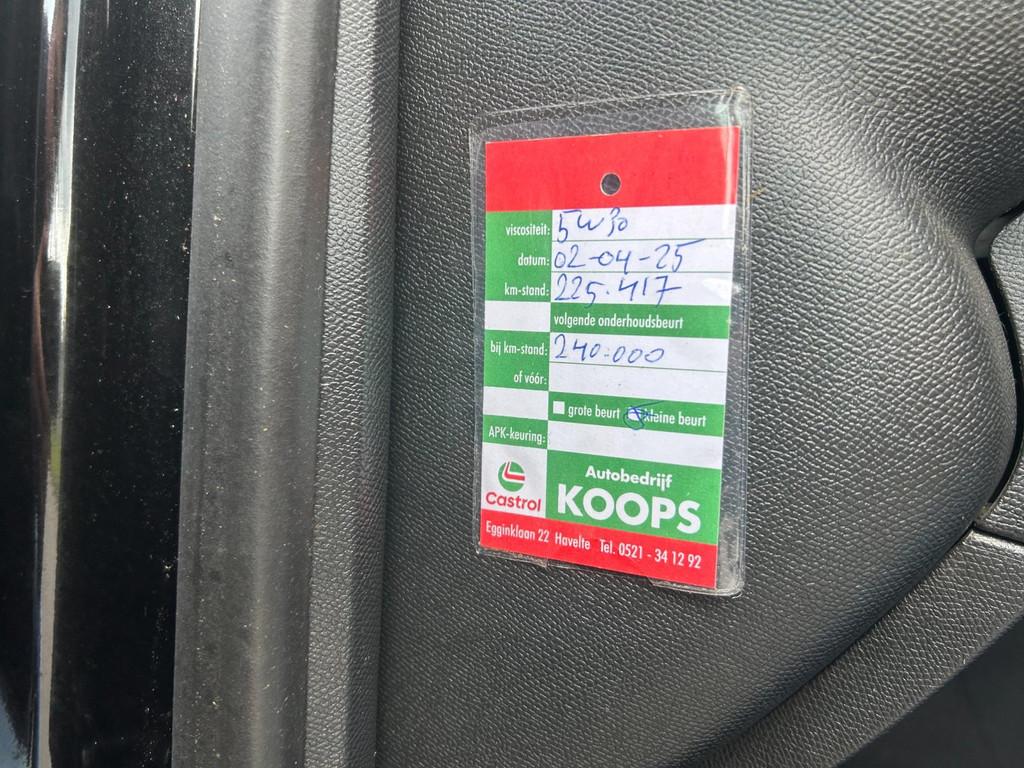 viscositeit: 5w30
datum: 02-04-25
km-stand: 225.417
volgende onderhoudsbeurt
bij km-stand: 240.000
of vóór:
grote beurt kleine beurt
APK-keuring:
Castrol
Autobedrijf
KOOPS
Egginklaan 22 Havelte Tel. 0521 - 34 12 92